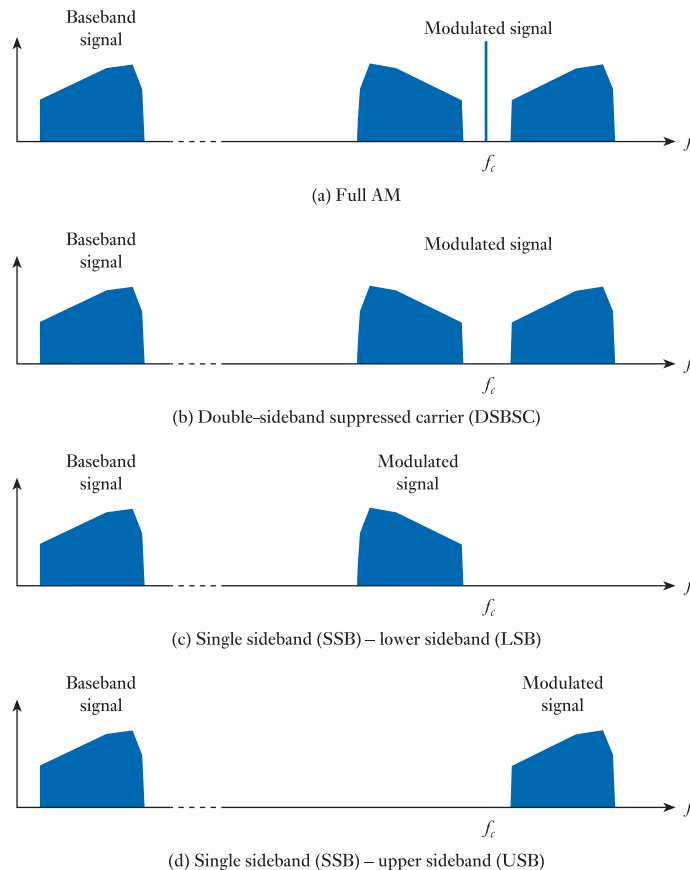 Baseband
signal
Modulated signal
f
fc
(a) Full AM
Baseband
signal
Modulated signal
f
fc
(b) Double–sideband suppressed carrier (DSBSC)
Baseband
signal
Modulated
signal
f
fc
(c) Single sideband (SSB) – lower sideband (LSB)
Baseband
signal
Modulated
signal
f
fc
(d) Single sideband (SSB) – upper sideband (USB)